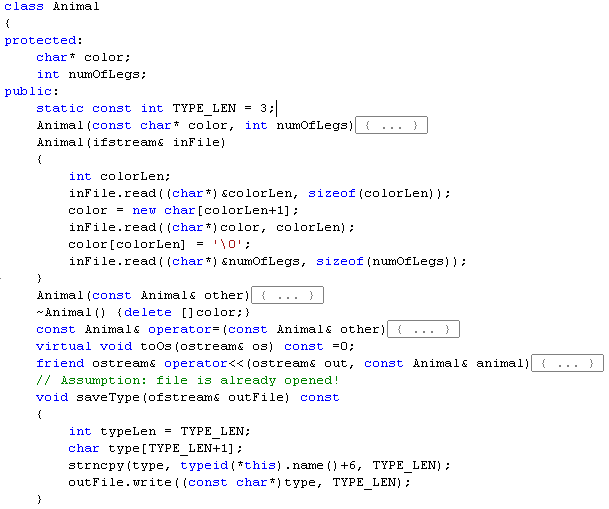 class Animal
{
protected:
    char* color;
    int numOfLegs;
public:
    static const int TYPE_LEN = 3;
    Animal(const char* color, int numOfLegs){ ... }
    Animal(ifstream& inFile)
    {
        int colorLen;
        inFile.read((char*)&colorLen, sizeof(colorLen));
        color = new char[colorLen+1];
        inFile.read((char*)color, colorLen);
        color[colorLen] = '\0';
        inFile.read((char*)&numOfLegs, sizeof(numOfLegs));
    }
    Animal(const Animal& other){ ... }
    ~Animal() {delete []color;}
    const Animal& operator=(const Animal& other){ ... }
    virtual void toOs(ostream& os) const =0;
    friend ostream& operator<<(ostream& out, const Animal& animal){ ... }
    // Assumption: file is already opened!
    void saveType(ofstream& outFile) const
    {
        int typeLen = TYPE_LEN;
        char type[TYPE_LEN+1];
        strncpy(type, typeid(*this).name()+6, TYPE_LEN);
        outFile.write((const char*)type, TYPE_LEN);
    }